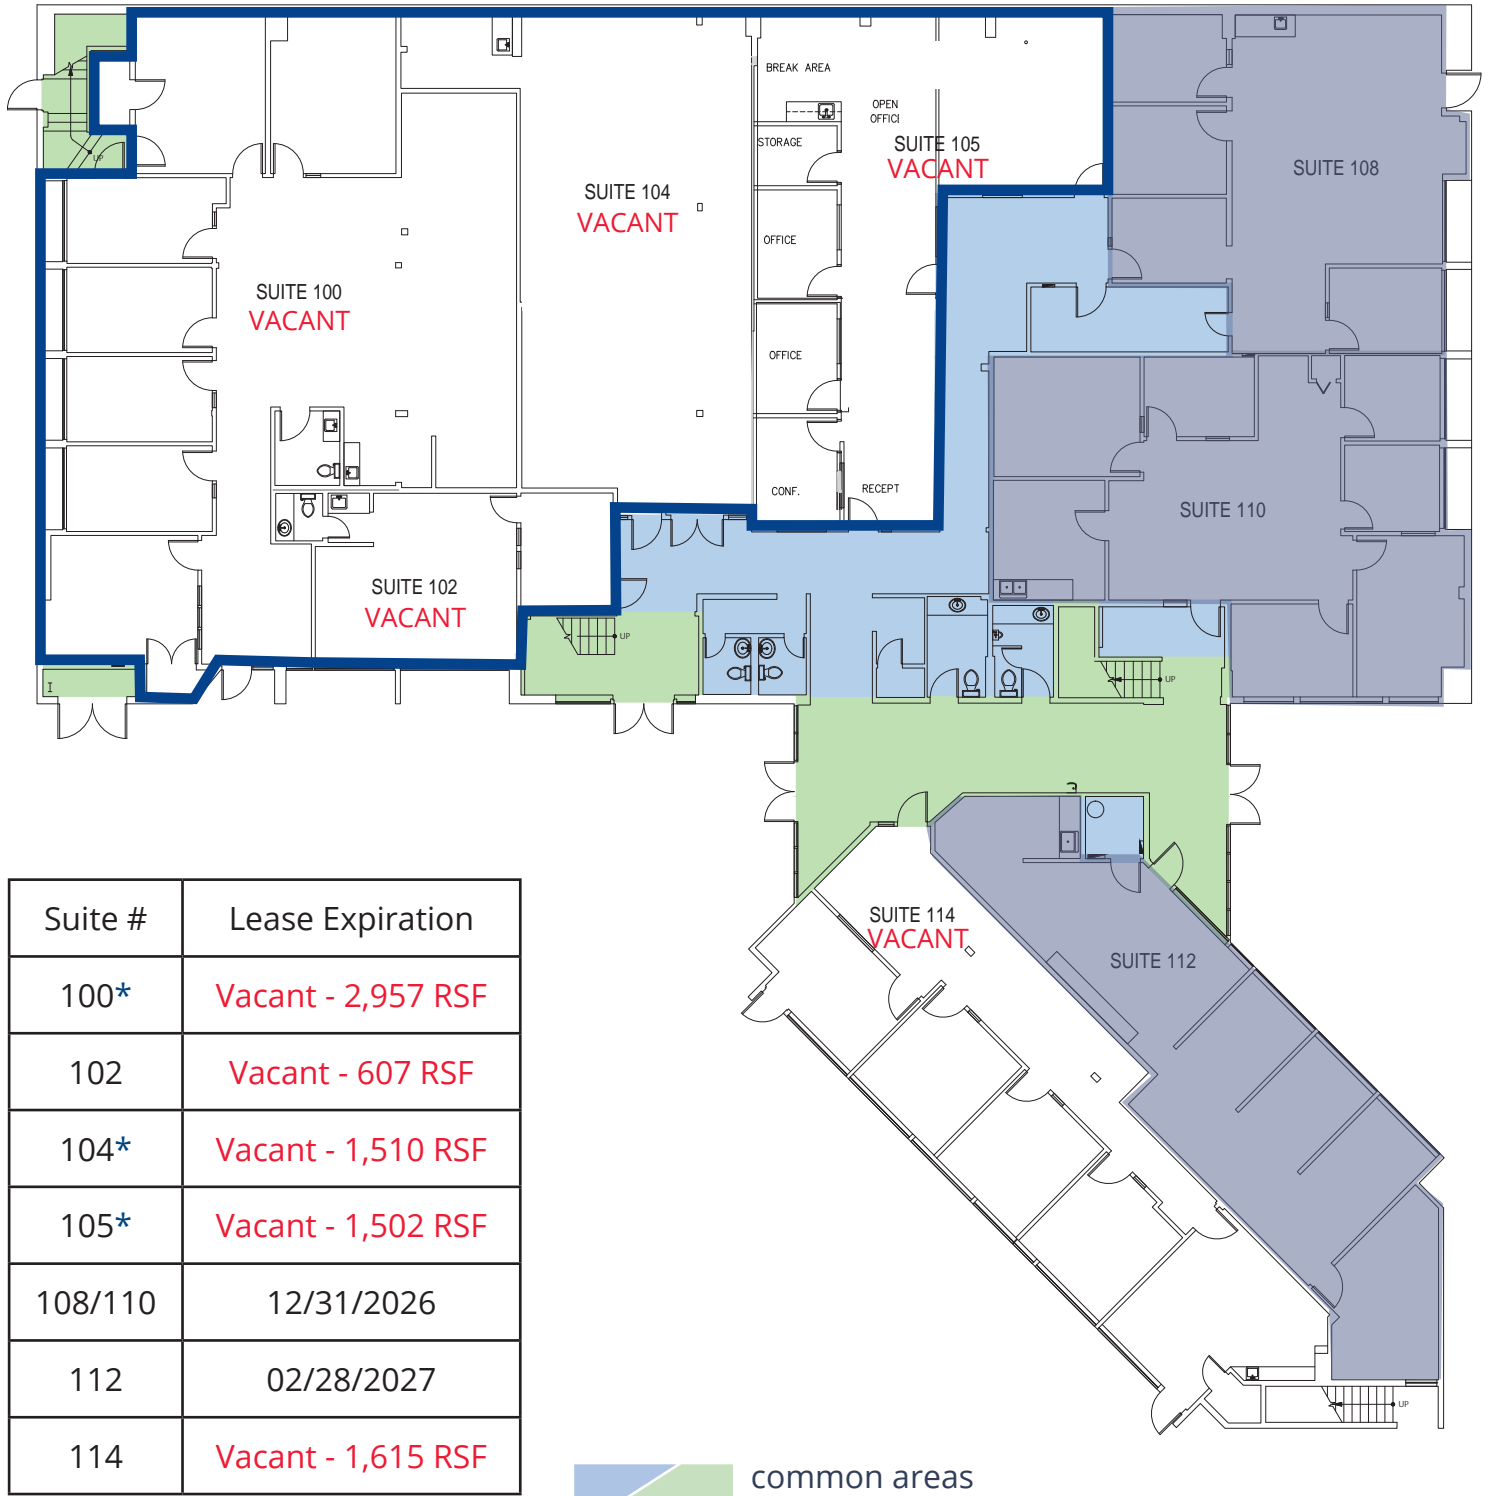 BREAK AREA
OPEN
OFFICI
STORAGE
SUITE 105
VACANT
SUITE 108
UP
SUITE 104
VACANT
OFFICE
SUITE 100
VACANT
OFFICE
CONF.
RECEPT
SUITE 110
SUITE 102
VACANT
UP
UP
I
SUITE 114
VACANT
SUITE 112
UP
Suite # Lease Expiration
100* Vacant - 2,957 RSF
102 Vacant - 607 RSF
104* Vacant - 1,510 RSF
105* Vacant - 1,502 RSF
108/110 12/31/2026
112 02/28/2027
114 Vacant - 1,615 RSF
common areas